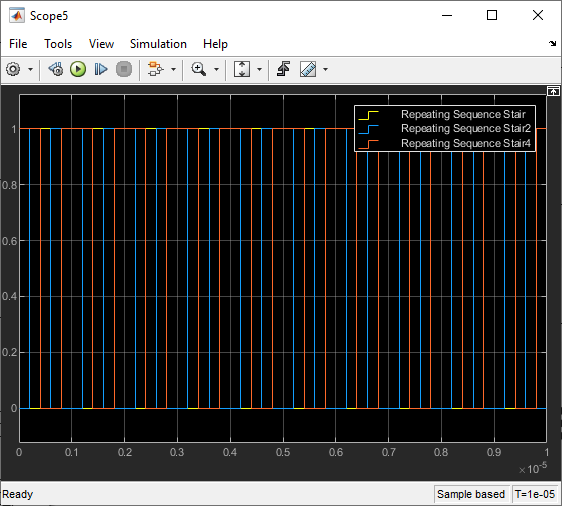 Scope5
File Tools View Simulation Help
Repeating Sequence Stair
Repeating Sequence Stair2
Repeating Sequence Stair4
1
0.8
0.6
0.4
0.2
0
0 0.1 0.2 0.3 0.4 0.5 0.6 0.7 0.8 0.9 1
×10-5
Ready Sample based T=1e-05